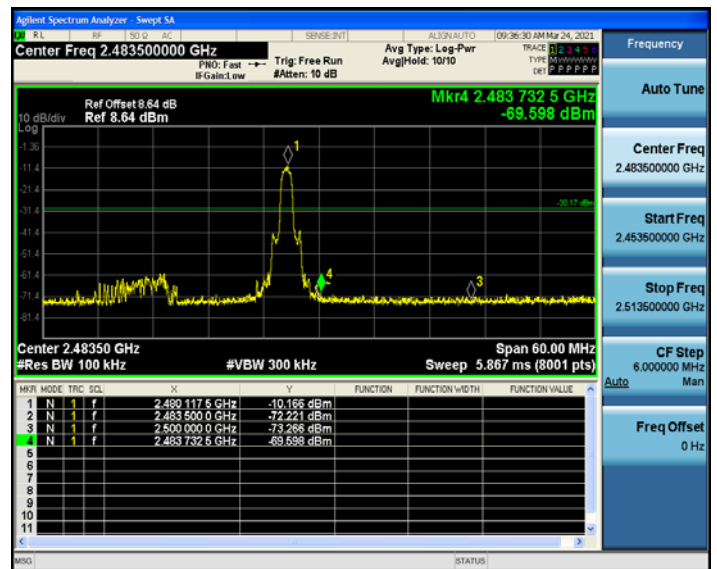 Agilent Spectrum Analyzer - Swept SA
RL RF 50 Ω AC SENSE:INT ALIGNAUTO 09:36:30 AM Mar 24, 2021
Center Freq 2.483500000 GHz
PNO: Fast
IFGain:Low
Trig: Free Run
#Atten: 10 dB
Avg Type: Log-Pwr
Avg|Hold: 10/10
TRACE 1 2 3 4 5 6
TYPE M
DET P P P P P P
Frequency
Auto Tune
Center Freq
2.483500000 GHz
Start Freq
2.453500000 GHz
Stop Freq
2.513500000 GHz
CF Step
6.000000 MHz
Auto Man
Freq Offset
0 Hz
Ref Offset 8.64 dB
10 dB/div Ref 8.64 dBm
Log
Mkr4 2.483 732 5 GHz
-69.598 dBm
-1.36
-11.4
-21.4
-31.4
-41.4
-51.4
-61.4
-71.4
-81.4
1
-30.17 dBm
4
3
Center 2.48350 GHz Span 60.00 MHz
#Res BW 100 kHz #VBW 300 kHz Sweep 5.867 ms (8001 pts)
MKR MODE TRC SCL X Y FUNCTION FUNCTION WIDTH FUNCTION VALUE
1 N 1 f 2.480 117 5 GHz -10.166 dBm
2 N 1 f 2.483 500 0 GHz -72.221 dBm
3 N 1 f 2.500 000 0 GHz -73.266 dBm
4 N 1 f 2.483 732 5 GHz -69.598 dBm
5
6
7
8
9
10
11
MSG STATUS